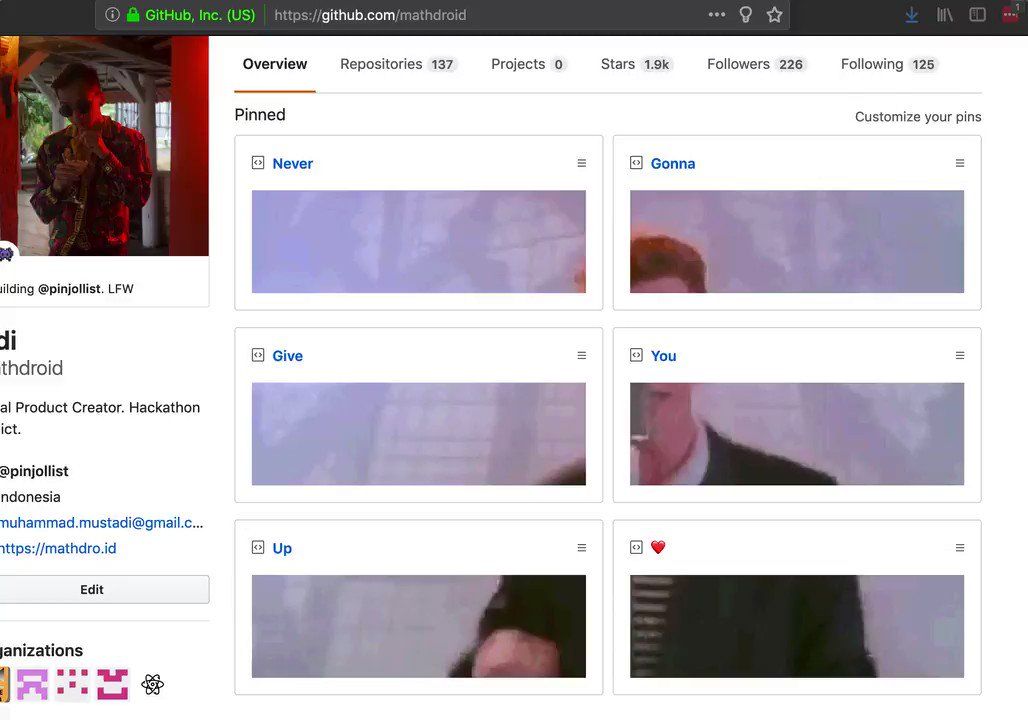 GitHub, Inc. (US) https://github.com/mathdroid
1
Overview Repositories 137 Projects 0 Stars 1.9k Followers 226 Following 125
Pinned Customize your pins
Never
Gonna
uilding @pinjollist. LFW
di
thdroid
Give
You
al Product Creator. Hackathon
ict.
@pinjollist
ndonesia
muhammad.mustadi@gmail.c...
https://mathdro.id
Up
❤️
Edit
ganizations